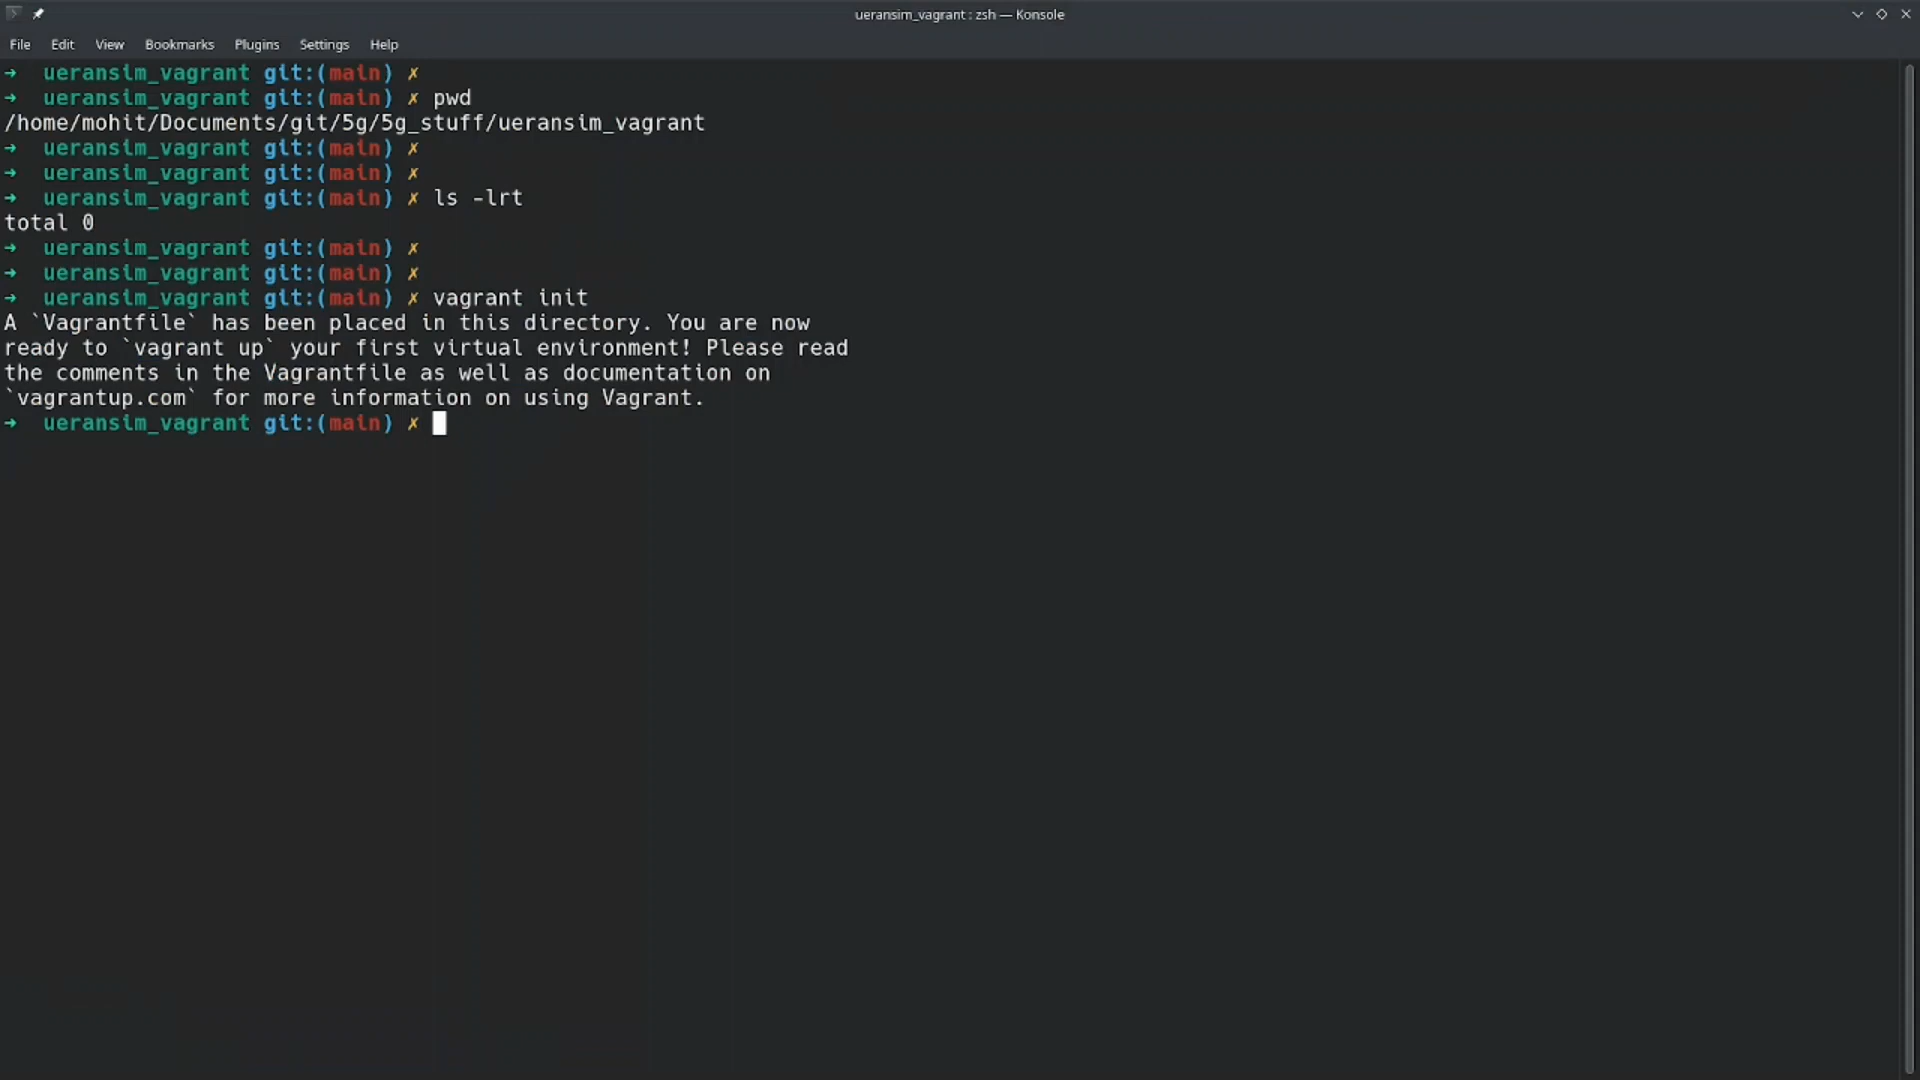 ueransim_vagrant : zsh — Konsole
File Edit View Bookmarks Plugins Settings Help
➜ ueransim_vagrant git:(main) ✗
➜ ueransim_vagrant git:(main) ✗ pwd
/home/mohit/Documents/git/5g/5g_stuff/ueransim_vagrant
➜ ueransim_vagrant git:(main) ✗
➜ ueransim_vagrant git:(main) ✗
➜ ueransim_vagrant git:(main) ✗ ls -lrt
total 0
➜ ueransim_vagrant git:(main) ✗
➜ ueransim_vagrant git:(main) ✗
➜ ueransim_vagrant git:(main) ✗ vagrant init
A `Vagrantfile` has been placed in this directory. You are now
ready to `vagrant up` your first virtual environment! Please read
the comments in the Vagrantfile as well as documentation on
`vagrantup.com` for more information on using Vagrant.
➜ ueransim_vagrant git:(main) ✗